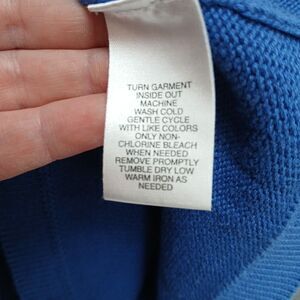 TURN GARMENT
INSIDE OUT
MACHINE
WASH COLD
GENTLE CYCLE
WITH LIKE COLORS
ONLY NON-
CHLORINE BLEACH
WHEN NEEDED
REMOVE PROMPTLY
TUMBLE DRY LOW
WARM IRON AS
NEEDED